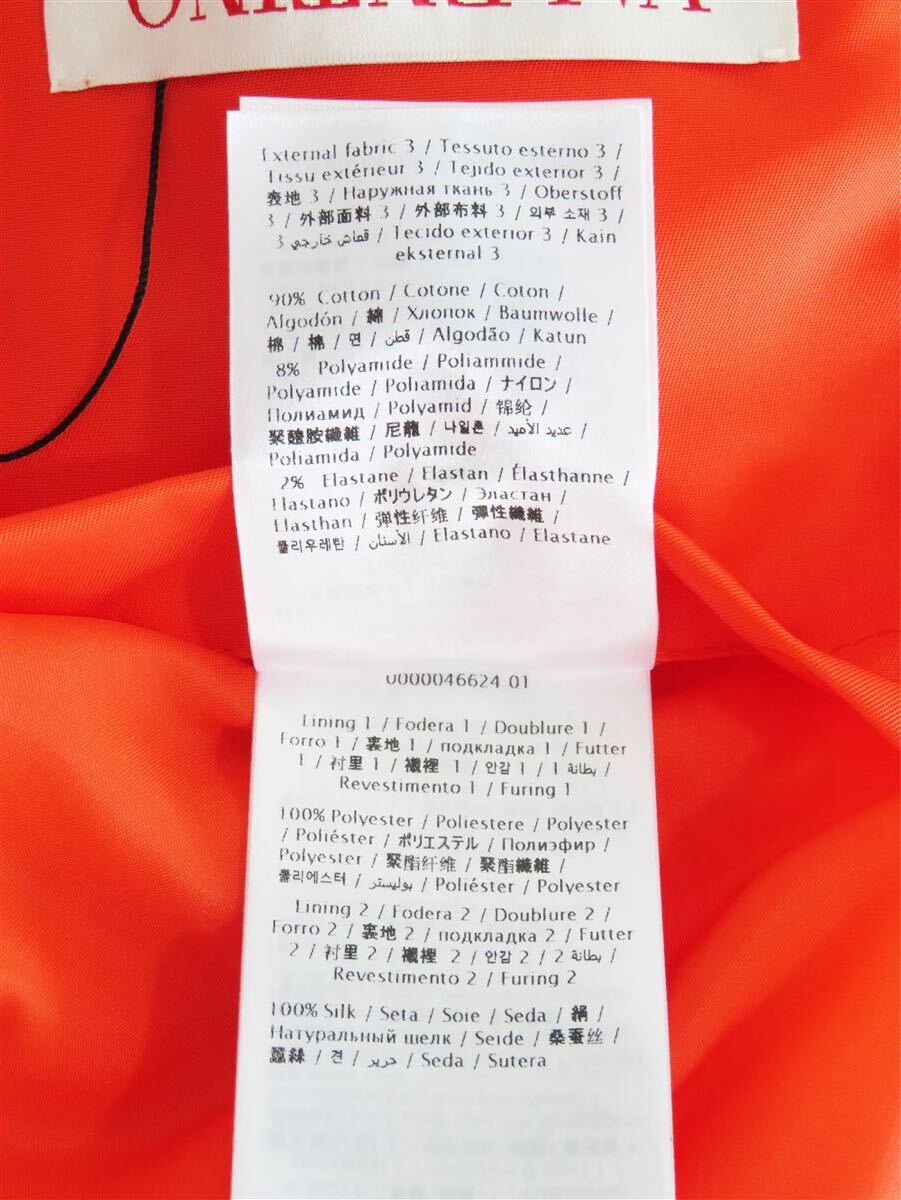 VALENTINO
External fabric 3 / Tessuto esterno 3 /
Tissu extérieur 3 / Tejido exterior 3 /
表地 3 / Наружная ткань 3 / Oberstoff
3 / 外部面料 3 / 外部布料 3 / 외부 소재 3 /
قماش خارجي 3 / Tecido exterior 3 / Kain
eksternal 3
90% Cotton / Cotone / Coton /
Algodón / 綿 / Хлопок / Baumwolle /
棉 / 棉 / 면 / قطن / Algodão / Katun
8% Polyamide / Poliammide /
Polyamide / Poliamida / ナイロン /
Полиамид / Polyamid / 锦纶 /
聚醯胺纖維 / 尼龍 / 나일론 / عديد الأميد /
Poliamida / Polyamide
2% Elastane / Elastan / Élasthanne /
Elastano / ポリウレタン / Эластан /
Elasthan / 弹性纤维 / 彈性纖維 /
폴리우레탄 / الأستان / Elastano / Elastane
0000046624 01
Lining 1 / Fodera 1 / Doublure 1 /
Forro 1 / 裏地 1 / подкладка 1 / Futter
1 / 衬里 1 / 襯裡 1 / 안감 1 / بطانة 1 /
Revestimento 1 / Furing 1
100% Polyester / Poliestere / Polyester
/ Poliéster / ポリエステル / Полиэфир /
Polyester / 聚酯纤维 / 聚酯纖維 /
폴리에스터 / بوليستر / Poliéster / Polyester
Lining 2 / Fodera 2 / Doublure 2 /
Forro 2 / 裏地 2 / подкладка 2 / Futter
2 / 衬里 2 / 襯裡 2 / 안감 2 / بطانة 2 /
Revestimento 2 / Furing 2
100% Silk / Seta / Soie / Seda / 絹 /
Натуральный шелк / Seide / 桑蚕丝 /
蠶絲 / 견 / حرير / Seda / Sutera